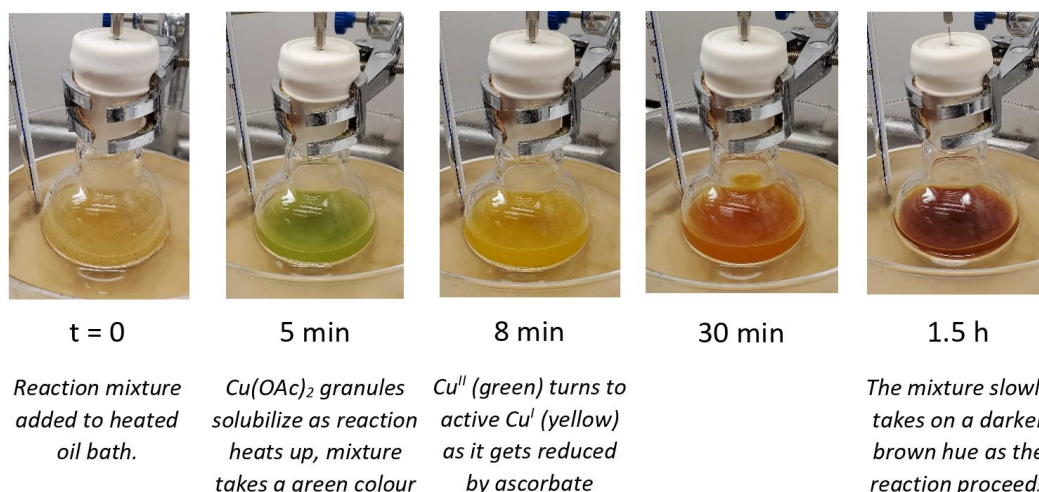 t = 0
5 min
8 min
30 min
1.5 h
Reaction mixture
added to heated
oil bath.
Cu(OAc)₂ granules
solubilize as reaction
heats up, mixture
takes a green colour
Cuᴵᴵ (green) turns to
active Cuᴵ (yellow)
as it gets reduced
by ascorbate
The mixture slowl
takes on a darker
brown hue as the
reaction proceed